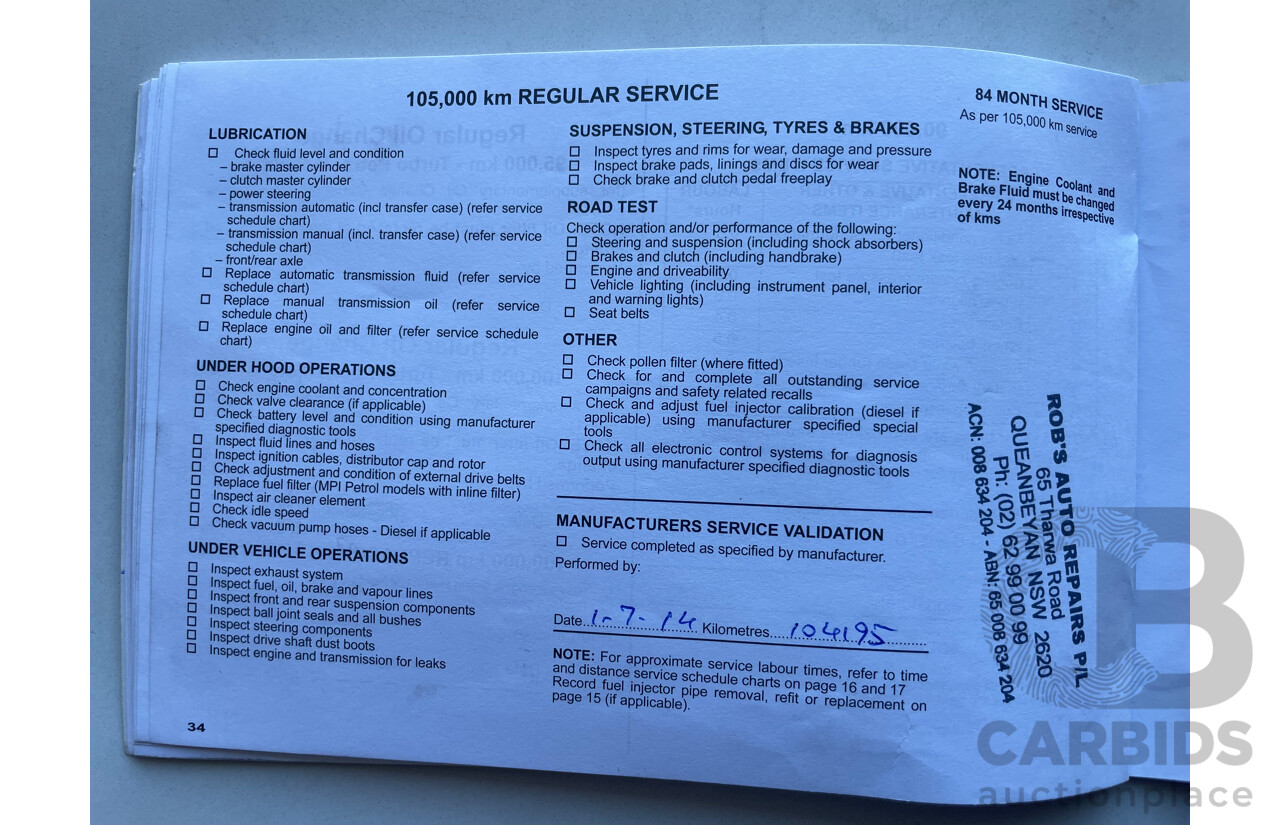 105,000 km REGULAR SERVICE
LUBRICATION
Check fluid level and condition
– brake master cylinder
– clutch master cylinder
– power steering
– transmission automatic (incl transfer case) (refer service
schedule chart)
– transmission manual (incl. transfer case) (refer service
schedule chart)
– front/rear axle
Replace automatic transmission fluid (refer service
schedule chart)
Replace manual transmission oil (refer service
schedule chart)
Replace engine oil and filter (refer service schedule
chart)
UNDER HOOD OPERATIONS
Check engine coolant and concentration
Check valve clearance (if applicable)
Check battery level and condition using manufacturer
specified diagnostic tools
Inspect fluid lines and hoses
Inspect ignition cables, distributor cap and rotor
Check adjustment and condition of external drive belts
Replace fuel filter (MPI Petrol models with inline filter)
Inspect air cleaner element
Check idle speed
Check vacuum pump hoses - Diesel if applicable
UNDER VEHICLE OPERATIONS
Inspect exhaust system
Inspect fuel, oil, brake and vapour lines
Inspect front and rear suspension components
Inspect ball joint seals and all bushes
Inspect steering components
Inspect drive shaft dust boots
Inspect engine and transmission for leaks
34
SUSPENSION, STEERING, TYRES & BRAKES
Inspect tyres and rims for wear, damage and pressure
Inspect brake pads, linings and discs for wear
Check brake and clutch pedal freeplay
ROAD TEST
Check operation and/or performance of the following:
Steering and suspension (including shock absorbers)
Brakes and clutch (including handbrake)
Engine and driveability
Vehicle lighting (including instrument panel, interior
and warning lights)
Seat belts
OTHER
Check pollen filter (where fitted)
Check for and complete all outstanding service
campaigns and safety related recalls
Check and adjust fuel injector calibration (diesel if
applicable) using manufacturer specified special
tools
Check all electronic control systems for diagnosis
output using manufacturer specified diagnostic tools
MANUFACTURERS SERVICE VALIDATION
Service completed as specified by manufacturer.
Performed by:
Date 1-7-14 Kilometres 104195
NOTE: For approximate service labour times, refer to time
and distance service schedule charts on page 16 and 17
Record fuel injector pipe removal, refit or replacement on
page 15 (if applicable).
84 MONTH SERVICE
As per 105,000 km service
NOTE: Engine Coolant and
Brake Fluid must be changed
every 24 months irrespective
of kms
ROB'S AUTO REPAIRS P/L
65 Tharwa Road
QUEANBEYAN NSW 2620
Ph: (02) 62 99 00 99
ACN: 008 634 204 - ABN: 65 008 634 204
CARBIDS
auctionplace